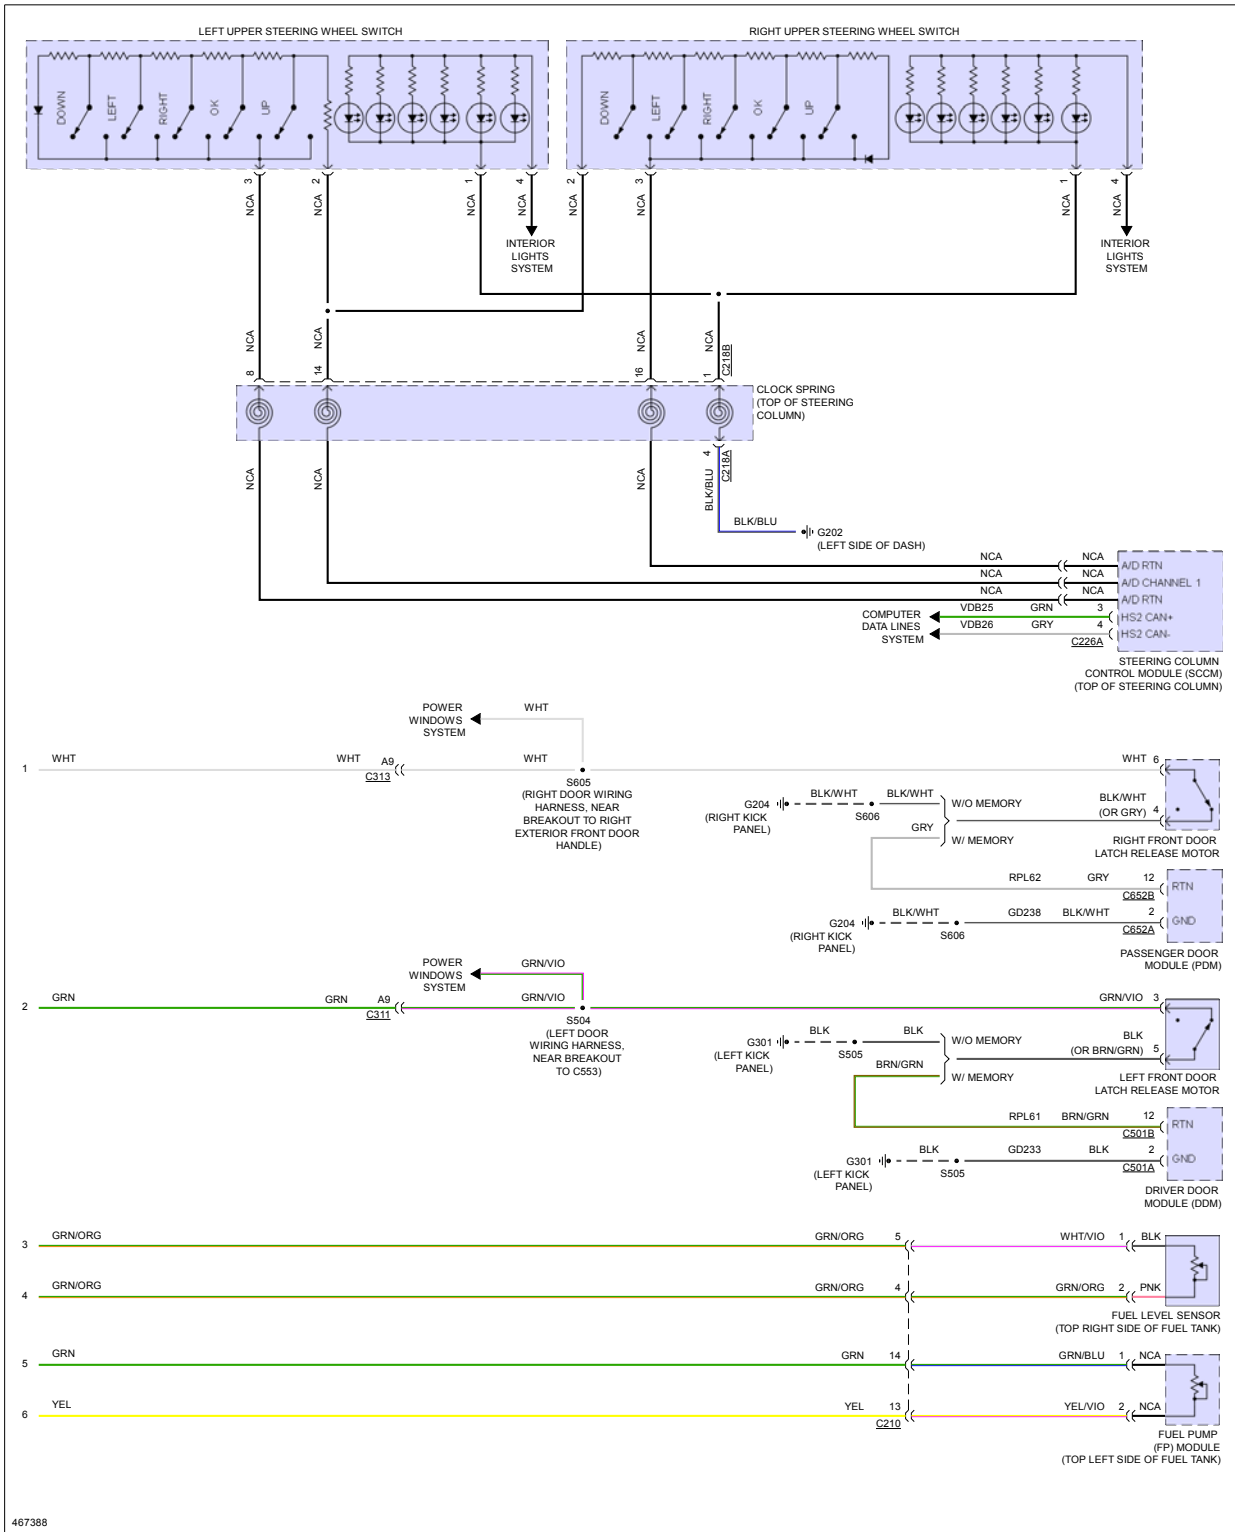 LEFT UPPER STEERING WHEEL SWITCH
RIGHT UPPER STEERING WHEEL SWITCH
DOWN
LEFT
RIGHT
OK
UP
DOWN
LEFT
RIGHT
OK
UP
3
2
1
4
2
3
1
4
NCA
NCA
NCA
NCA
NCA
NCA
NCA
NCA
INTERIOR
LIGHTS
SYSTEM
INTERIOR
LIGHTS
SYSTEM
NCA
NCA
NCA
NCA
C218B
8
14
16
1
CLOCK SPRING
(TOP OF STEERING
COLUMN)
NCA
NCA
NCA
4
C218A
BLK/BLU
BLK/BLU
G202
(LEFT SIDE OF DASH)
NCA NCA A/D RTN
NCA NCA A/D CHANNEL 1
NCA NCA A/D RTN
COMPUTER
DATA LINES
SYSTEM
VDB25 GRN 3 HS2 CAN+
VDB26 GRY 4 HS2 CAN-
C226A
STEERING COLUMN
CONTROL MODULE (SCCM)
(TOP OF STEERING COLUMN)
POWER
WINDOWS
SYSTEM
WHT
1 WHT WHT A9 WHT WHT 6
C313
S605
(RIGHT DOOR WIRING
HARNESS, NEAR
BREAKOUT TO RIGHT
EXTERIOR FRONT DOOR
HANDLE)
G204
(RIGHT KICK
PANEL)
BLK/WHT
S606
BLK/WHT
W/O MEMORY
GRY
W/ MEMORY
BLK/WHT
(OR GRY)
4
RIGHT FRONT DOOR
LATCH RELEASE MOTOR
RPL62 GRY 12 RTN
C652B
G204
(RIGHT KICK
PANEL)
BLK/WHT
S606
GD238 BLK/WHT 2 GND
C652A
PASSENGER DOOR
MODULE (PDM)
POWER
WINDOWS
SYSTEM
GRN/VIO
2 GRN GRN A9 GRN/VIO GRN/VIO 3
C311
S504
(LEFT DOOR
WIRING HARNESS,
NEAR BREAKOUT
TO C553)
G301
(LEFT KICK
PANEL)
BLK
S505
BLK
W/O MEMORY
BRN/GRN
W/ MEMORY
BLK
(OR BRN/GRN)
5
LEFT FRONT DOOR
LATCH RELEASE MOTOR
RPL61 BRN/GRN 12 RTN
C501B
G301
(LEFT KICK
PANEL)
BLK
S505
GD233 BLK 2 GND
C501A
DRIVER DOOR
MODULE (DDM)
3 GRN/ORG GRN/ORG 5 WHT/VIO 1 BLK
4 GRN/ORG GRN/ORG 4 GRN/ORG 2 PNK
FUEL LEVEL SENSOR
(TOP RIGHT SIDE OF FUEL TANK)
5 GRN GRN 14 GRN/BLU 1 NCA
6 YEL YEL 13 YEL/VIO 2 NCA
C210
FUEL PUMP
(FP) MODULE
(TOP LEFT SIDE OF FUEL TANK)
467388